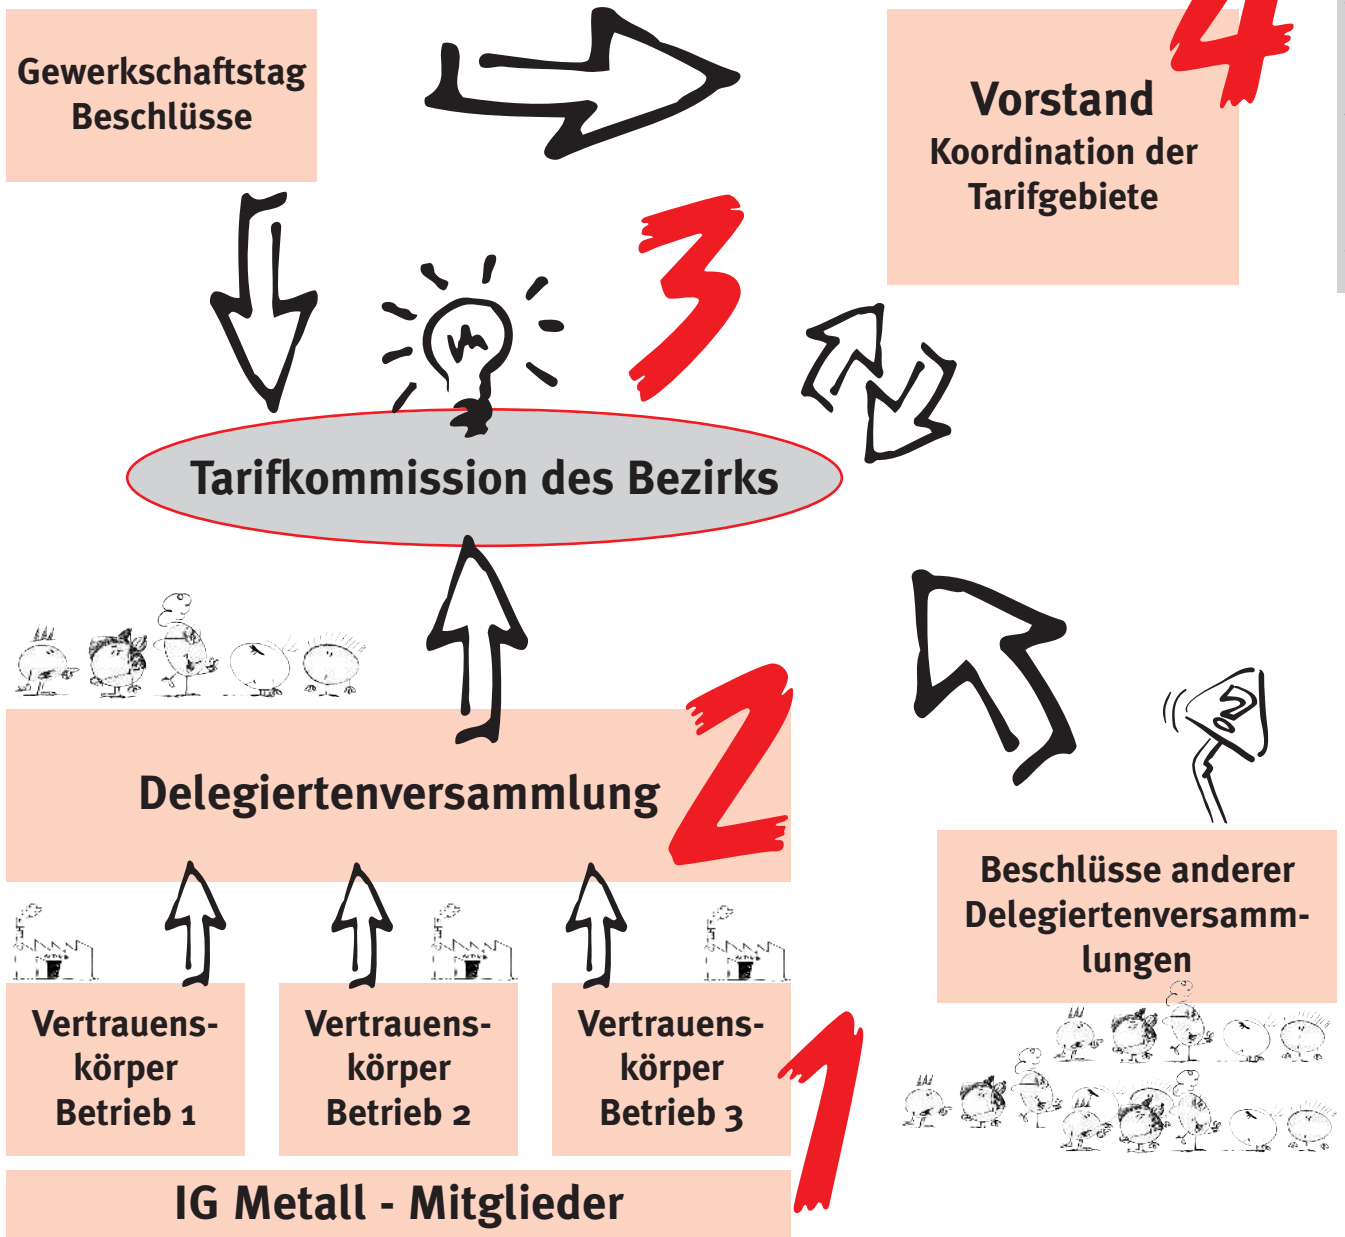 Gewerkschaftstag
Beschlüsse
4
Vorstand
Koordination der
Tarifgebiete
3
Tarifkommission des Bezirks
2
Delegiertenversammlung
?
Beschlüsse anderer
Delegiertenversamm-
lungen
Vertrauens-
körper
Betrieb 1
Vertrauens-
körper
Betrieb 2
Vertrauens-
körper
Betrieb 3
1
IG Metall - Mitglieder